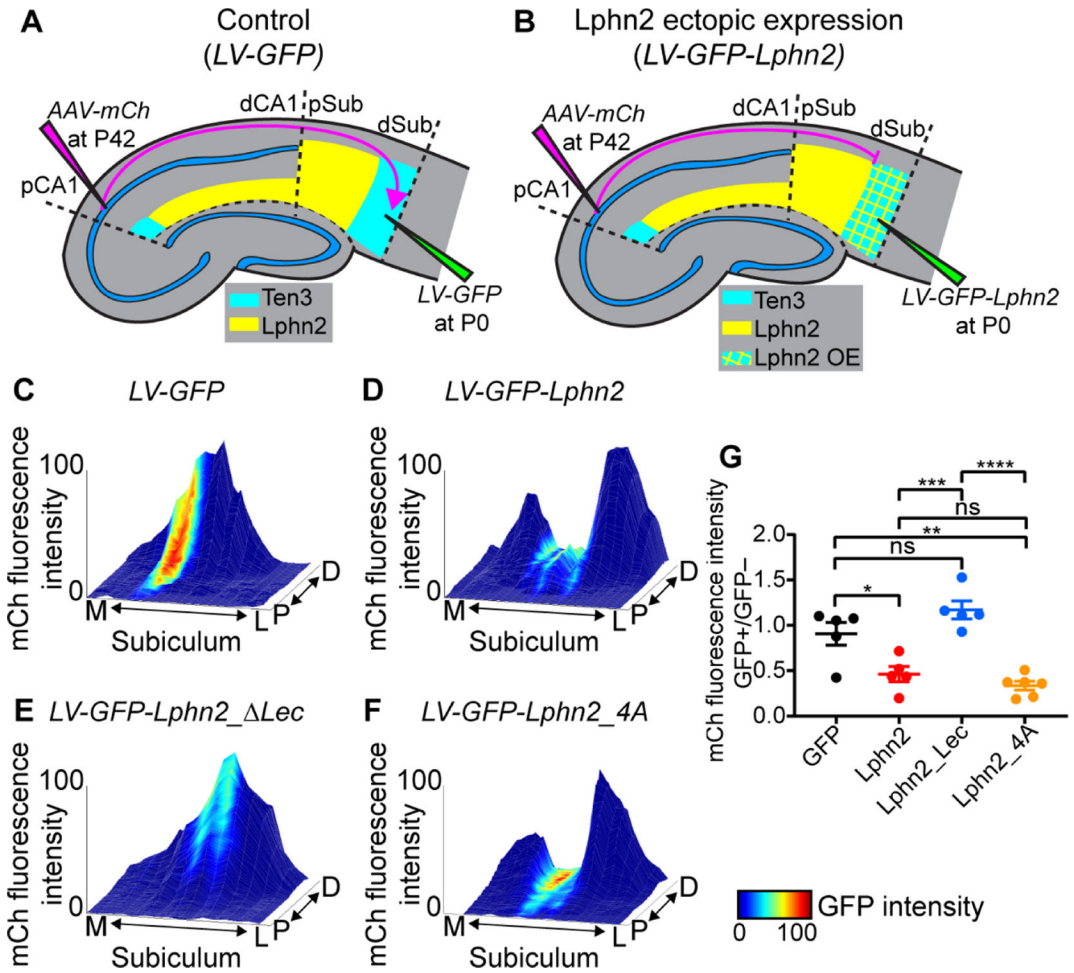 A
Control
(LV-GFP)
AAV-mCh
at P42
dCA1
pSub
dSub
pCA1
LV-GFP
at P0
Ten3
Lphn2
B
Lphn2 ectopic expression
(LV-GFP-Lphn2)
AAV-mCh
at P42
dCA1
pSub
dSub
pCA1
LV-GFP-Lphn2
at P0
Ten3
Lphn2
Lphn2 OE
C
LV-GFP
mCh fluorescence
intensity
100
0
M
L
P
D
Subiculum
D
LV-GFP-Lphn2
mCh fluorescence
intensity
100
0
M
L
P
D
Subiculum
E
LV-GFP-Lphn2_ΔLec
mCh fluorescence
intensity
100
0
M
L
P
D
Subiculum
F
LV-GFP-Lphn2_4A
mCh fluorescence
intensity
100
0
M
L
P
D
Subiculum
G
mCh fluorescence intensity
GFP+/GFP–
2.0
1.5
1.0
0.5
0.0
***
****
ns
**
ns
*
GFP
Lphn2
Lphn2_Lec
Lphn2_4A
GFP intensity
0
100